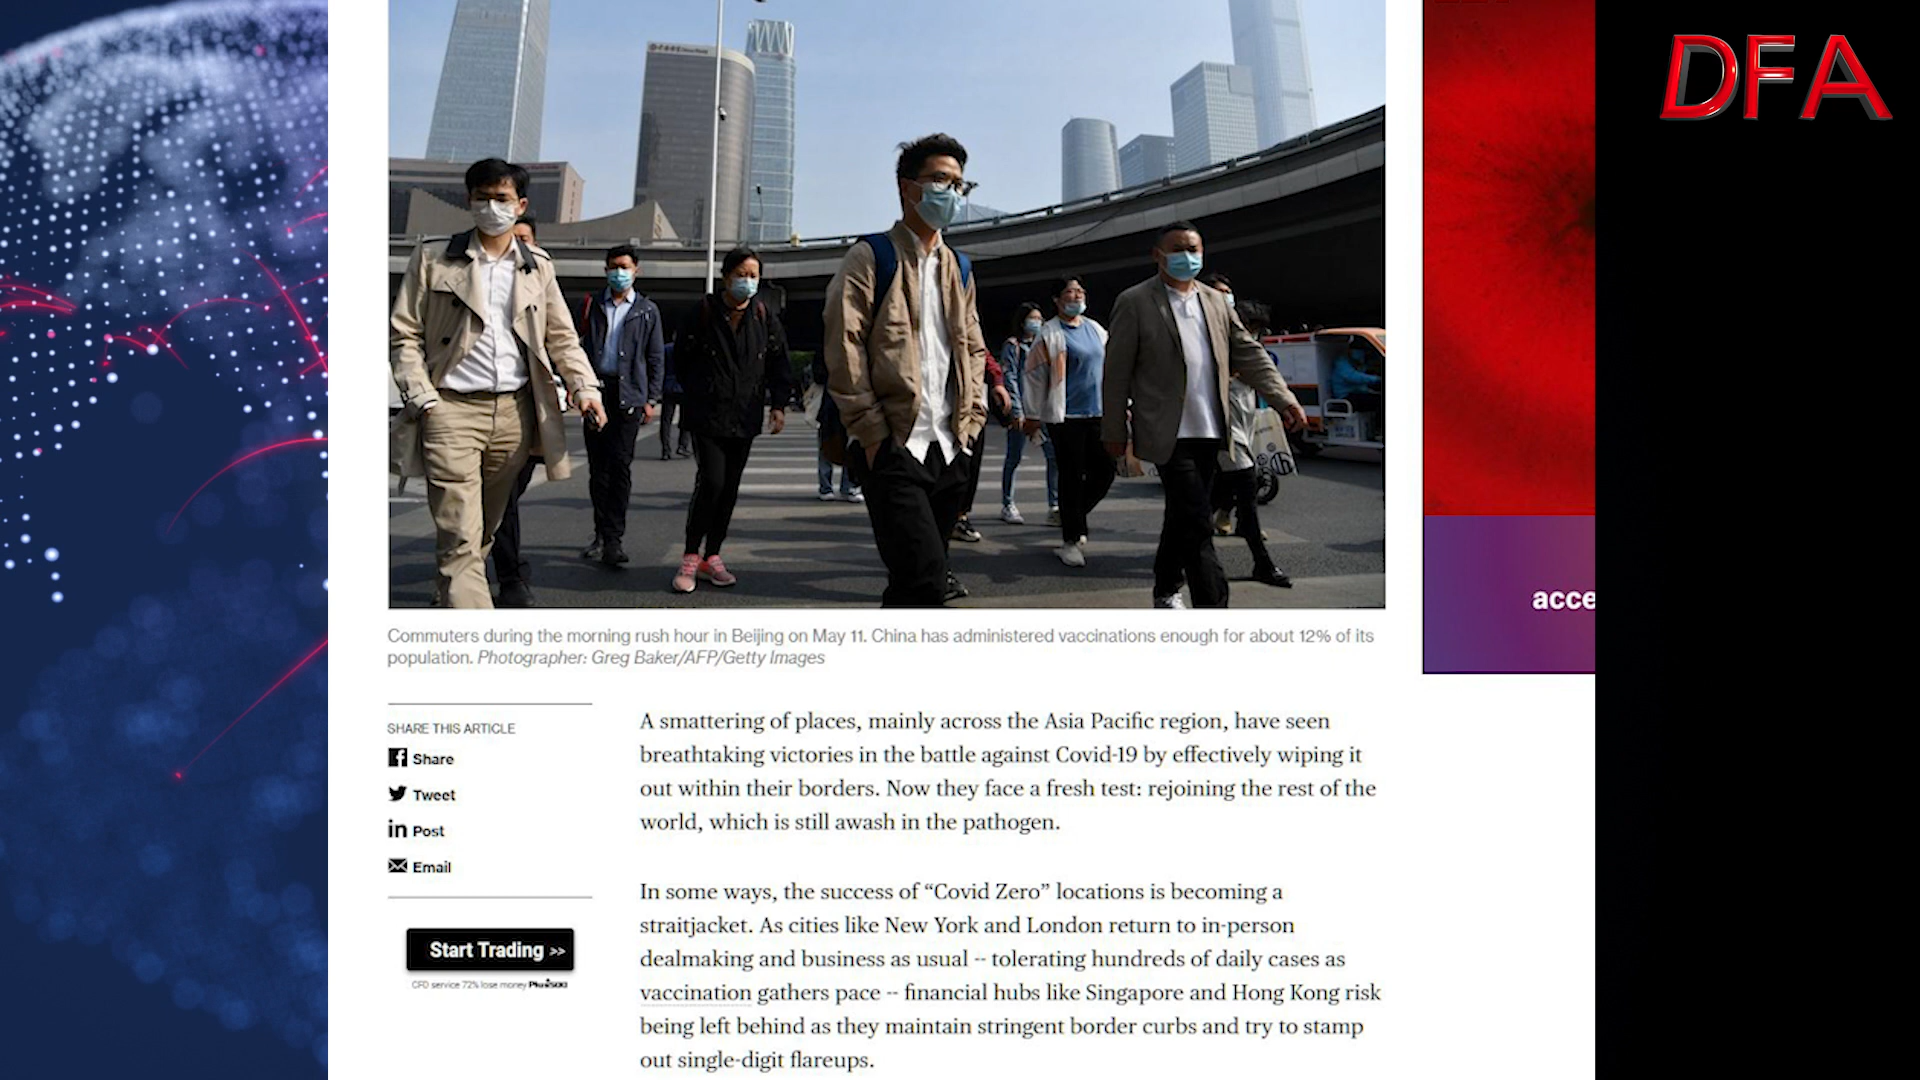 DFA
acce
Commuters during the morning rush hour in Beijing on May 11. China has administered vaccinations enough for about 12% of its
population. Photographer: Greg Baker/AFP/Getty Images
SHARE THIS ARTICLE
Share
Tweet
in Post
Email
Start Trading >>
CFD service 72% lose money Plus500
A smattering of places, mainly across the Asia Pacific region, have seen
breathtaking victories in the battle against Covid-19 by effectively wiping it
out within their borders. Now they face a fresh test: rejoining the rest of the
world, which is still awash in the pathogen.
In some ways, the success of “Covid Zero” locations is becoming a
straitjacket. As cities like New York and London return to in-person
dealmaking and business as usual -- tolerating hundreds of daily cases as
vaccination gathers pace -- financial hubs like Singapore and Hong Kong risk
being left behind as they maintain stringent border curbs and try to stamp
out single-digit flareups.